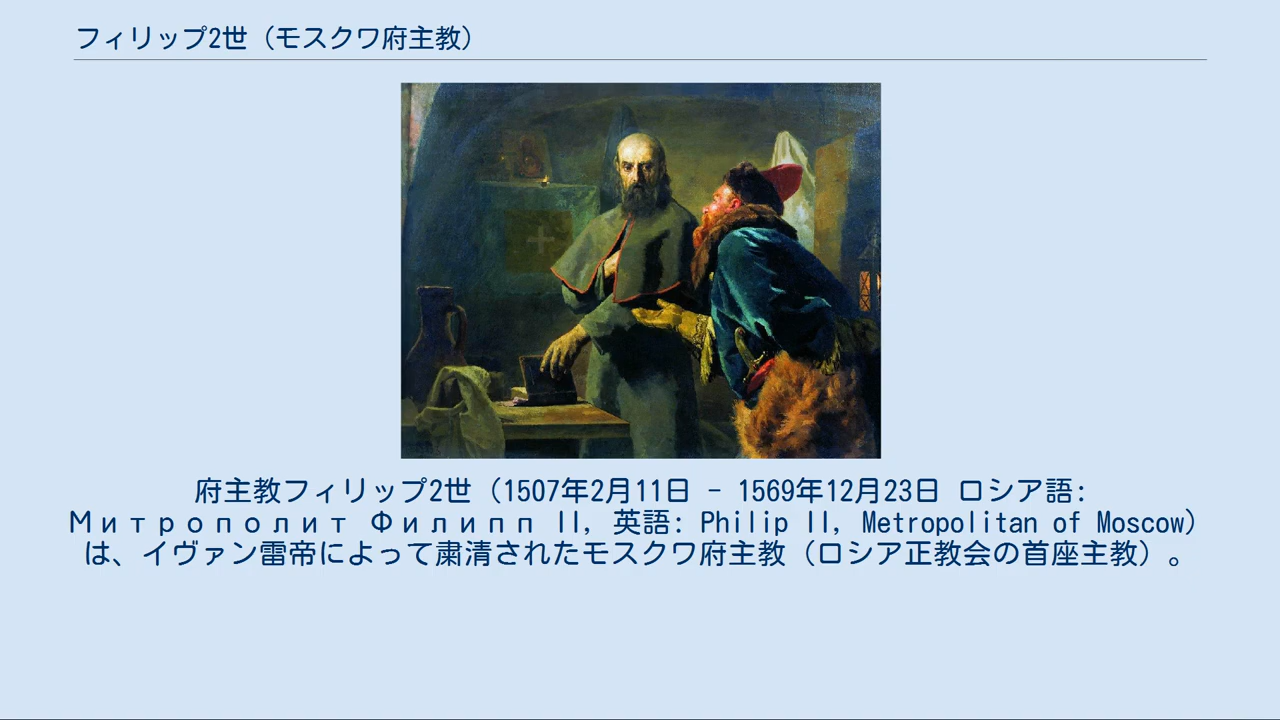 フィリップ2世（モスクワ府主教）
府主教フィリップ2世（1507年2月11日 - 1569年12月23日 ロシア語:
Митрополит Филипп II, 英語: Philip II, Metropolitan of Moscow）
は、イヴァン雷帝によって粛清されたモスクワ府主教（ロシア正教会の首座主教）。